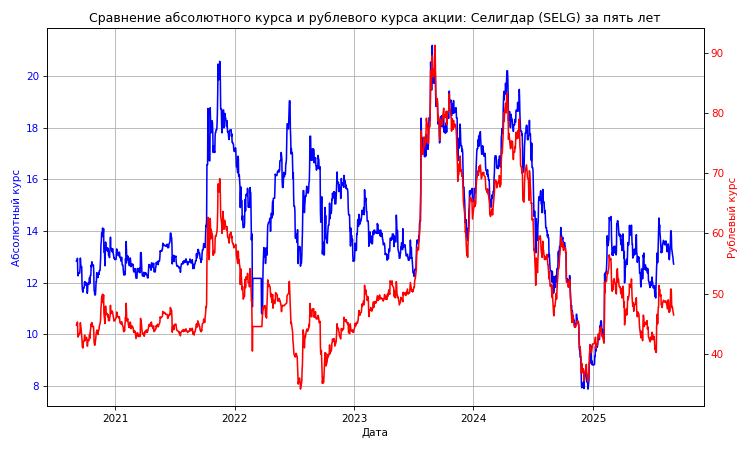 Сравнение абсолютного курса и рублевого курса акции: Селигдар (SELG) за пять лет
Абсолютный курс
20
18
16
14
12
10
8
90
80
70
60
50
40
Рублевый курс
2021 2022 2023 2024 2025
Дата